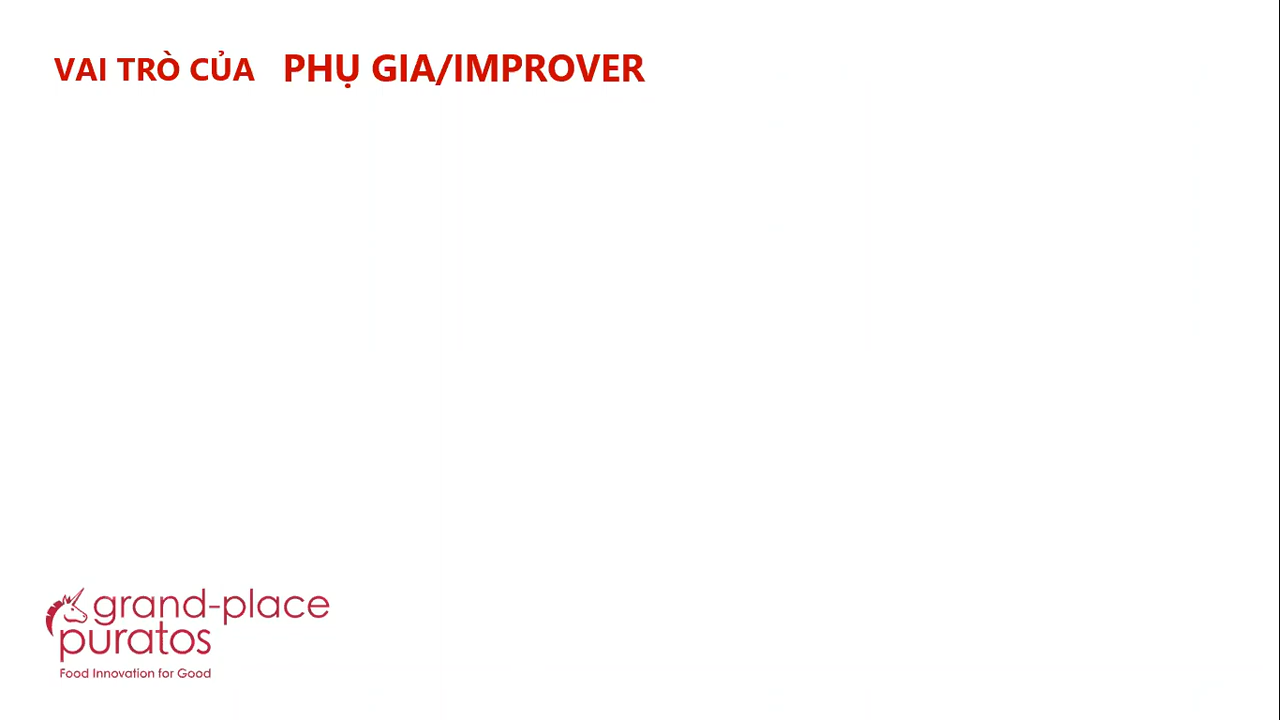 VAI TRÒ CỦA PHỤ GIA/IMPROVER
grand-place
puratos
Food Innovation for Good